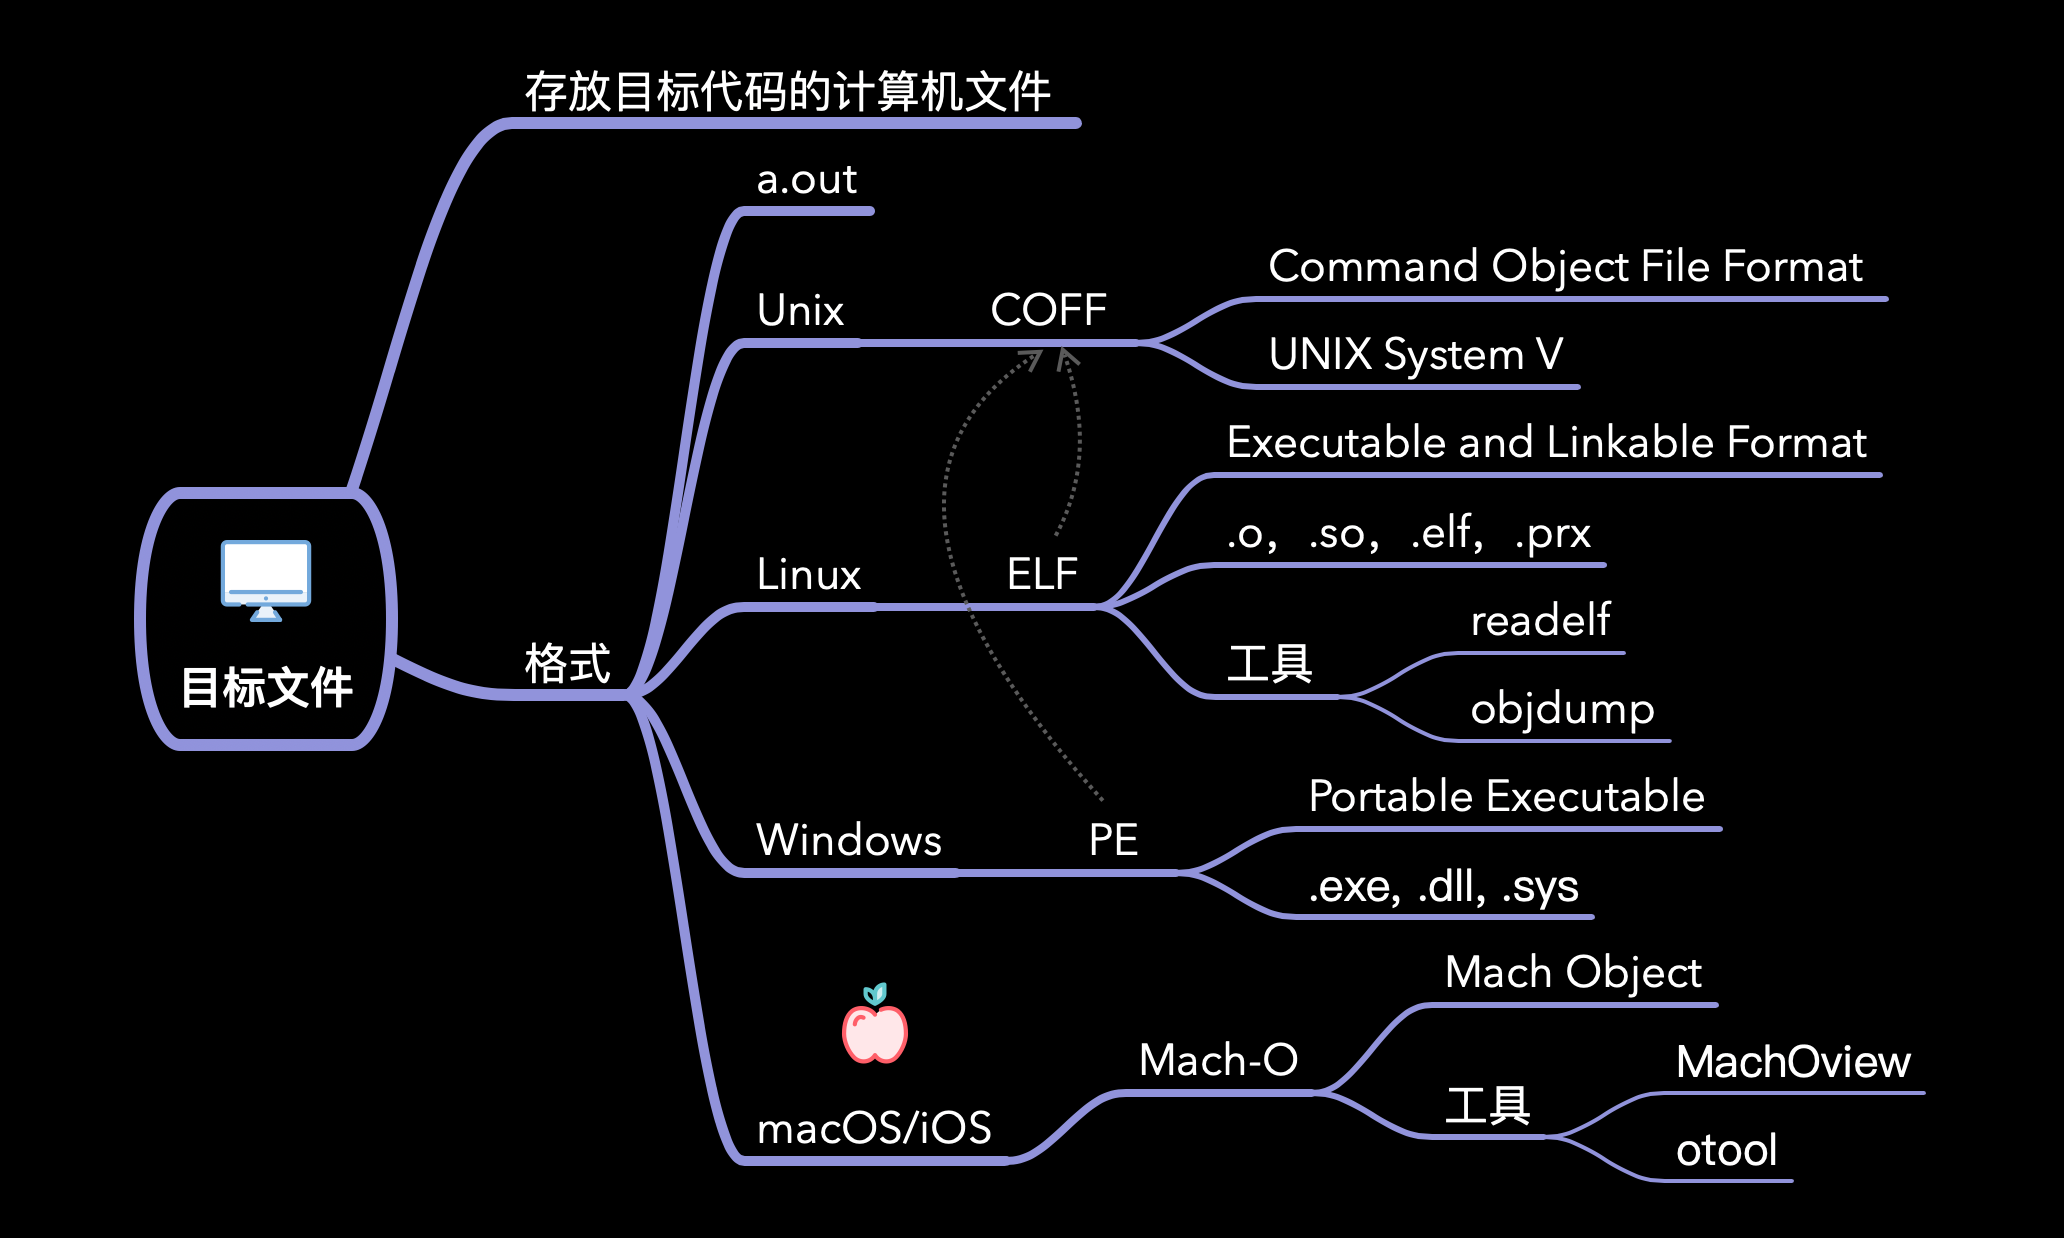 存放目标代码的计算机文件
a.out
Command Object File Format
Unix
COFF
UNIX System V
Executable and Linkable Format
.o， .so， .elf， .prx
Linux
ELF
readelf
工具
格式
目标文件
objdump
Portable Executable
Windows
PE
.exe, .dll, .sys
Mach Object
Mach-O
MachOview
工具
macOS/iOS
otool